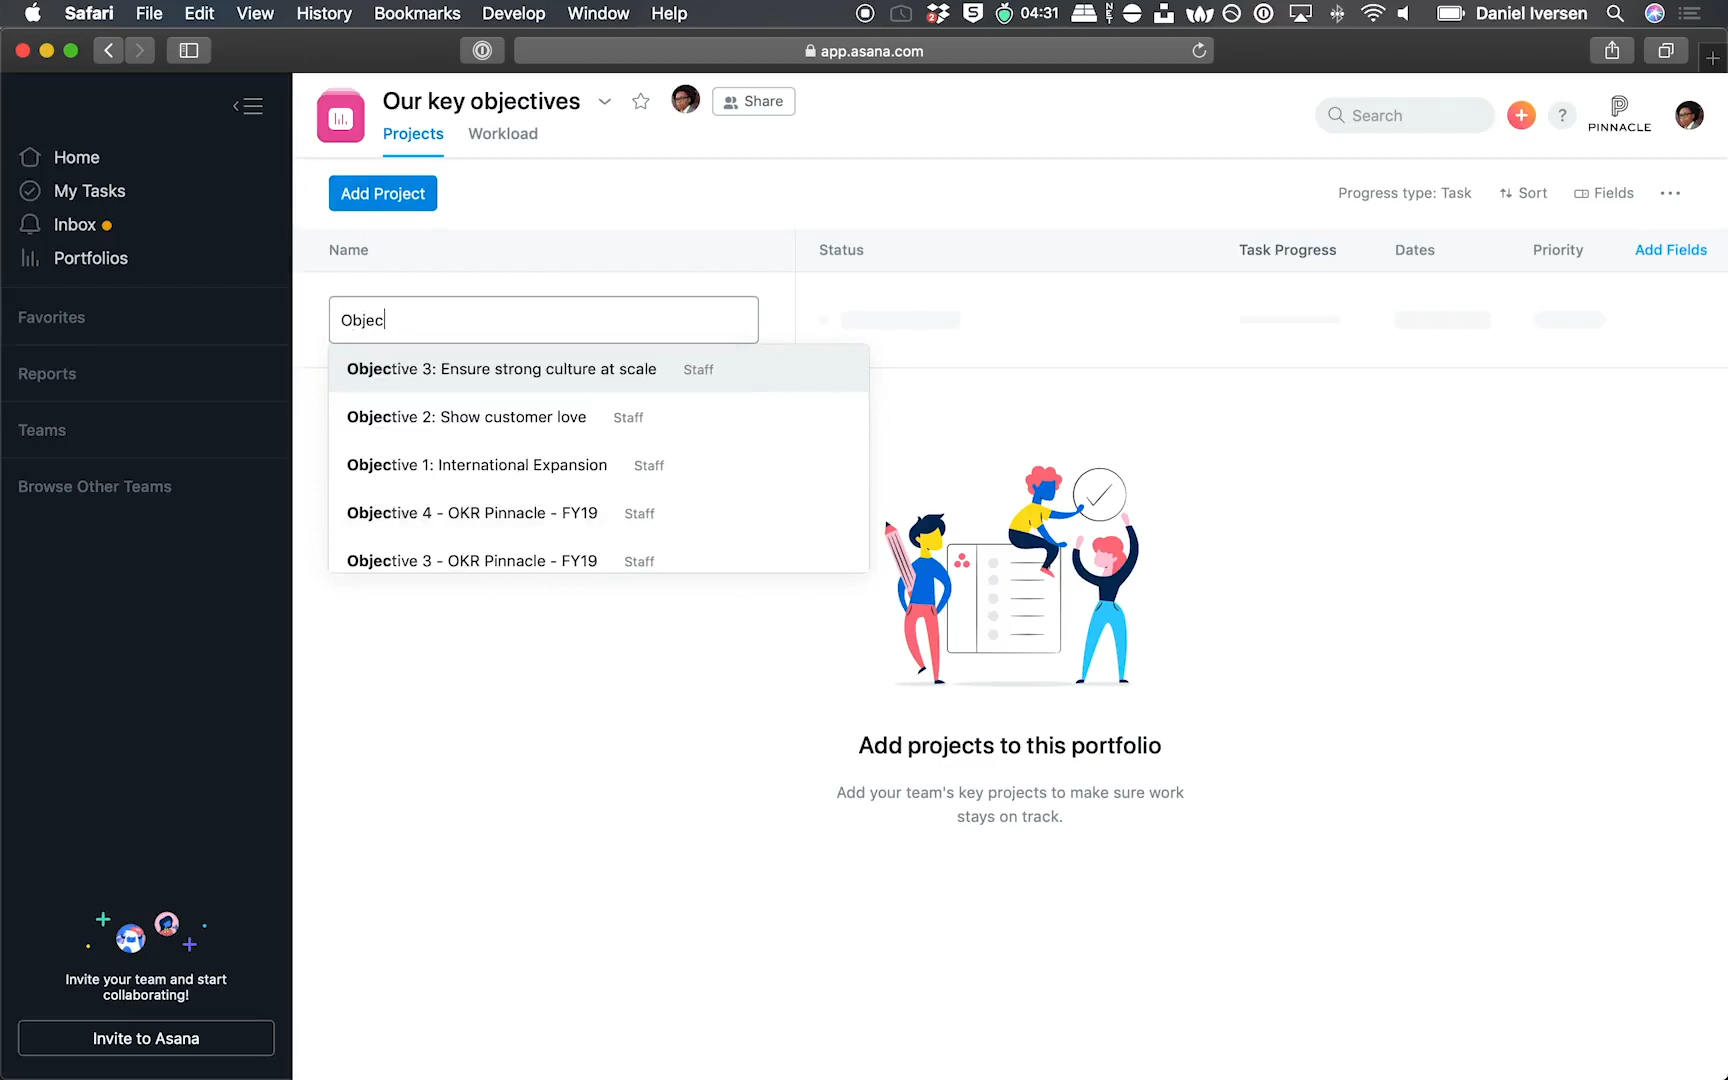 Safari File Edit View History Bookmarks Develop Window Help 04:31 Daniel Iversen
app.asana.com
Our key objectives
Share
Projects Workload
Search
?
PINNACLE
Home
My Tasks
Inbox
Portfolios
Favorites
Reports
Teams
Browse Other Teams
Add Project
Progress type: Task Sort Fields
Name Status Task Progress Dates Priority Add Fields
Objec
Objective 3: Ensure strong culture at scale Staff
Objective 2: Show customer love Staff
Objective 1: International Expansion Staff
Objective 4 - OKR Pinnacle - FY19 Staff
Objective 3 - OKR Pinnacle - FY19 Staff
Add projects to this portfolio
Add your team's key projects to make sure work
stays on track.
Invite your team and start
collaborating!
Invite to Asana